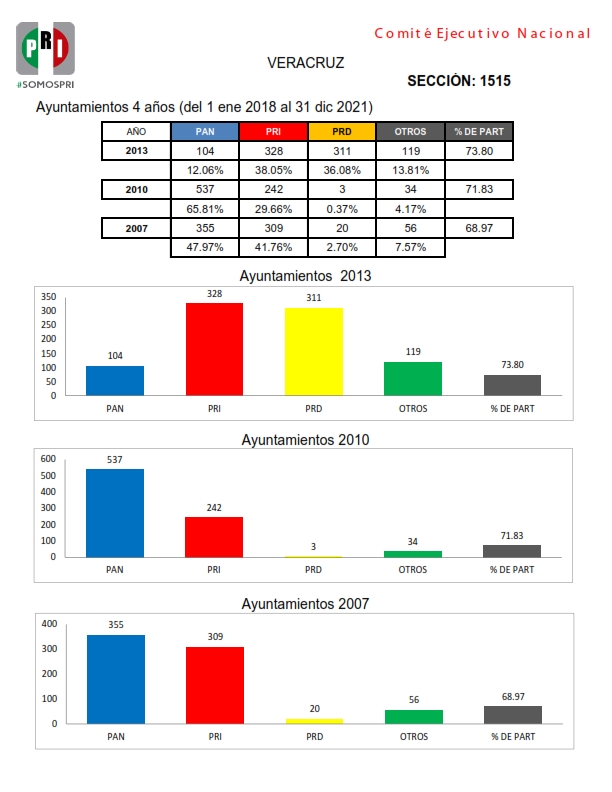 Comité Ejecutivo Nacional
PRI
#SOMOSPRI
VERACRUZ
SECCIÓN: 1515
Ayuntamientos 4 años (del 1 ene 2018 al 31 dic 2021)
AÑO PAN PRI PRD OTROS % DE PART
2013 104 328 311 119 73.80
12.06% 38.05% 36.08% 13.81%
2010 537 242 3 34 71.83
65.81% 29.66% 0.37% 4.17%
2007 355 309 20 56 68.97
47.97% 41.76% 2.70% 7.57%
Ayuntamientos 2013
350
300
250
200
150
100
50
0
104 328 311 119 73.80
PAN PRI PRD OTROS % DE PART
Ayuntamientos 2010
600
500
400
300
200
100
0
537 242 3 34 71.83
PAN PRI PRD OTROS % DE PART
Ayuntamientos 2007
400
300
200
100
0
355 309 20 56 68.97
PAN PRI PRD OTROS % DE PART